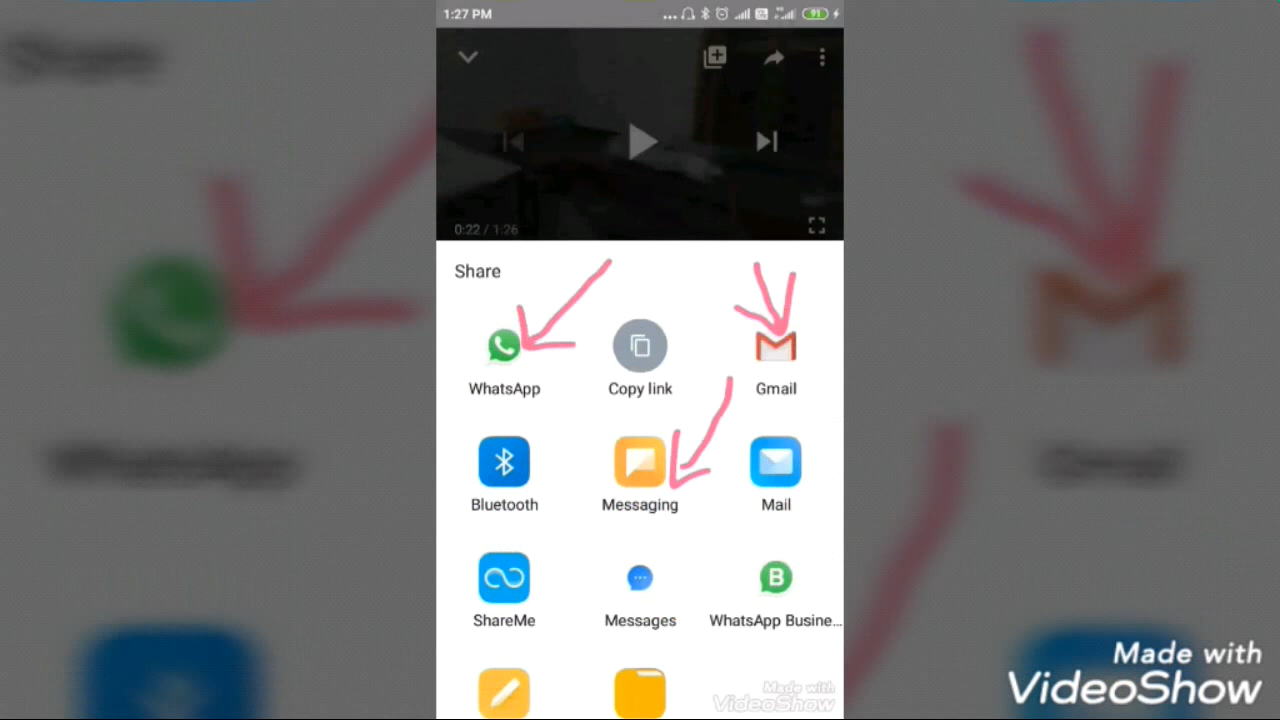 1:27 PM
91
0:22 / 1:26
Share
WhatsApp
Copy link
Gmail
Bluetooth
Messaging
Mail
ShareMe
Messages
WhatsApp Busine...
B
Made with
VideoShow
Made with
VideoShow